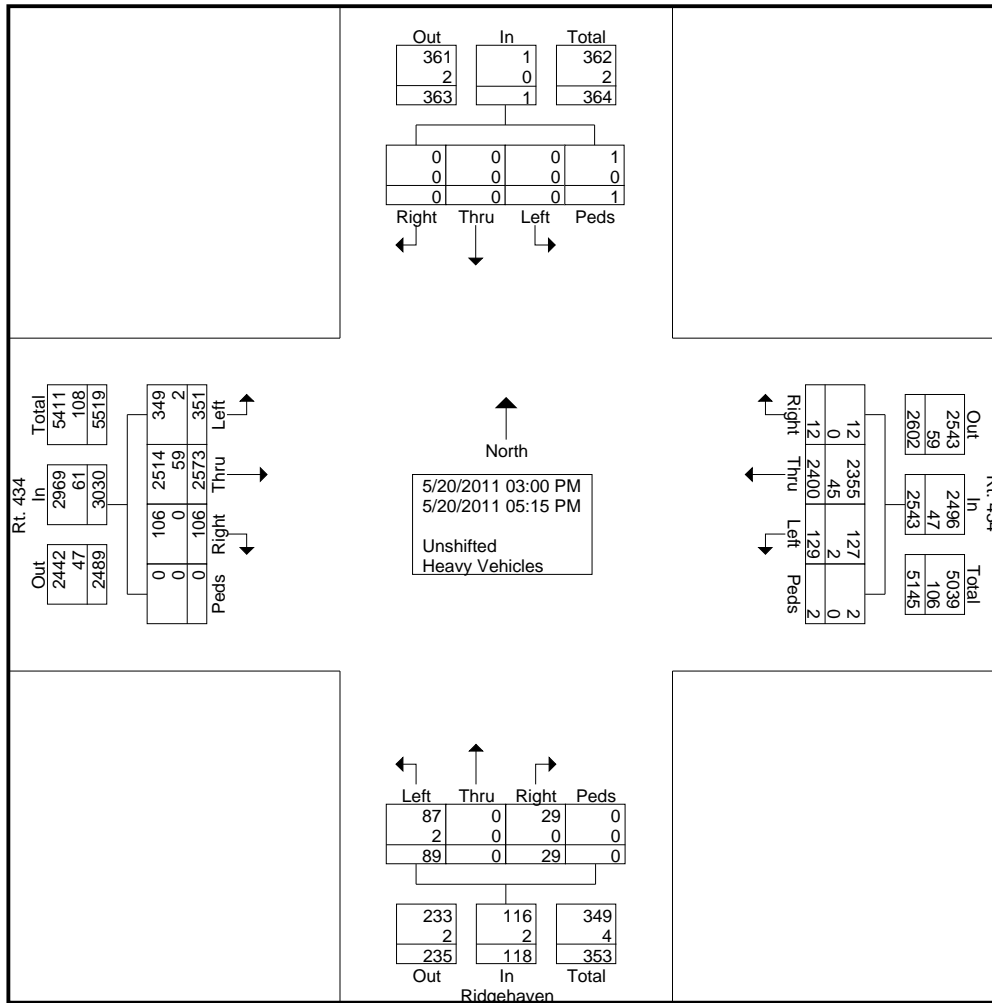 Out In Total
361 1 362
2 0 2
363 1 364
0 0 0 1
0 0 0 0
0 0 0 1
Right Thru Left Peds
Rt. 434
Total In Out
5411 2969 2442
108 61 47
5519 3030 2489
349 2514 106 0
2 59 0 0
351 2573 106 0
Left Thru Right Peds
North
5/20/2011 03:00 PM
5/20/2011 05:15 PM
Unshifted
Heavy Vehicles
Right Thru Left Peds
12 2355 127 2
0 45 2 0
12 2400 129 2
Out In Total
2543 2496 5039
59 47 106
2602 2543 5145
Rt. 434
Left Thru Right Peds
87 0 29 0
2 0 0 0
89 0 29 0
233 116 349
2 2 4
235 118 353
Out In Total
Ridgehaven